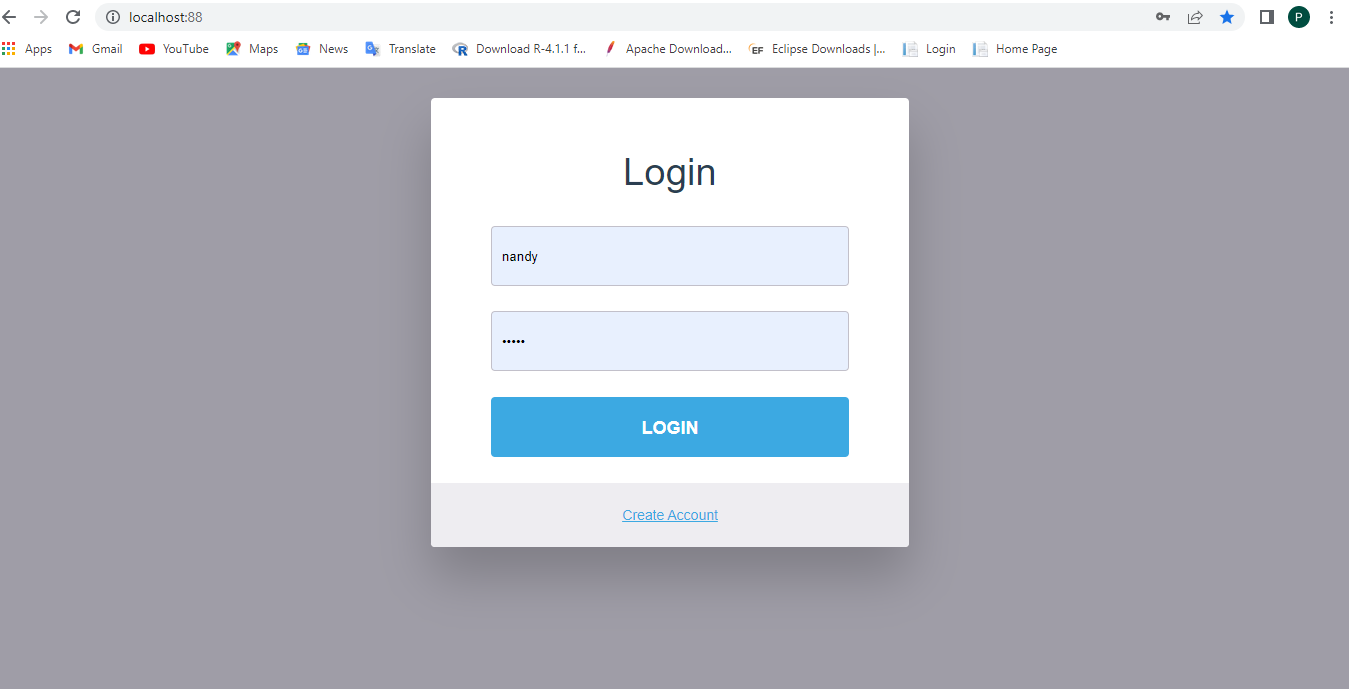 localhost:88
P
Apps Gmail YouTube Maps News Translate Download R-4.1.1 f... Apache Download... EF Eclipse Downloads |... Login Home Page
Login
nandy
•••••
LOGIN
Create Account